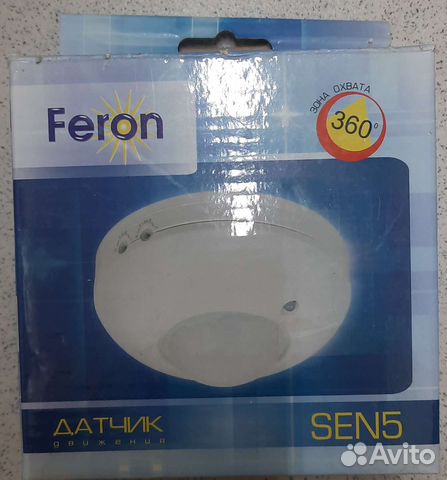 Feron
ЗОНА ОХВАТА
360°
ДАТЧИК
движения
SEN5
Avito